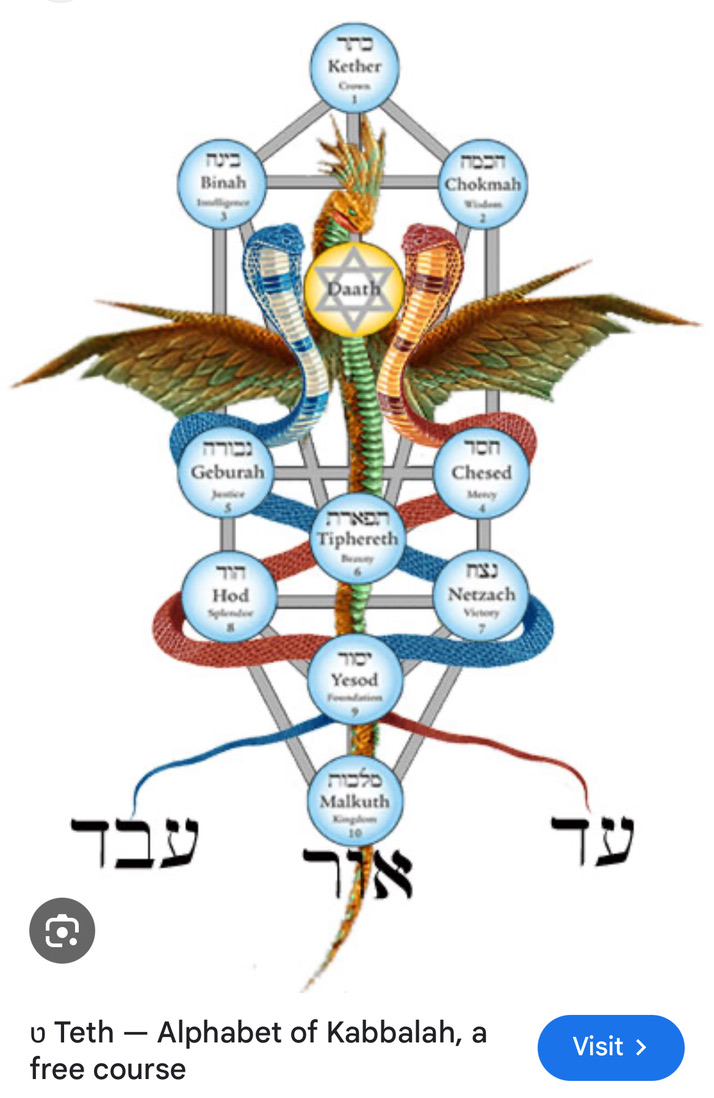 כתר
Kether
Crown
1
בינה
Binah
Intelligence
3
חכמה
Chokmah
Wisdom
2
Daath
גבורה
Geburah
Justice
5
חסד
Chesed
Mercy
4
תפארת
Tiphereth
Beauty
6
הוד
Hod
Splendor
8
נצח
Netzach
Victory
7
יסוד
Yesod
Foundation
9
מלכות
Malkuth
Kingdom
10
עבד
אור
עד
ט Teth — Alphabet of Kabbalah, a
free course
Visit >